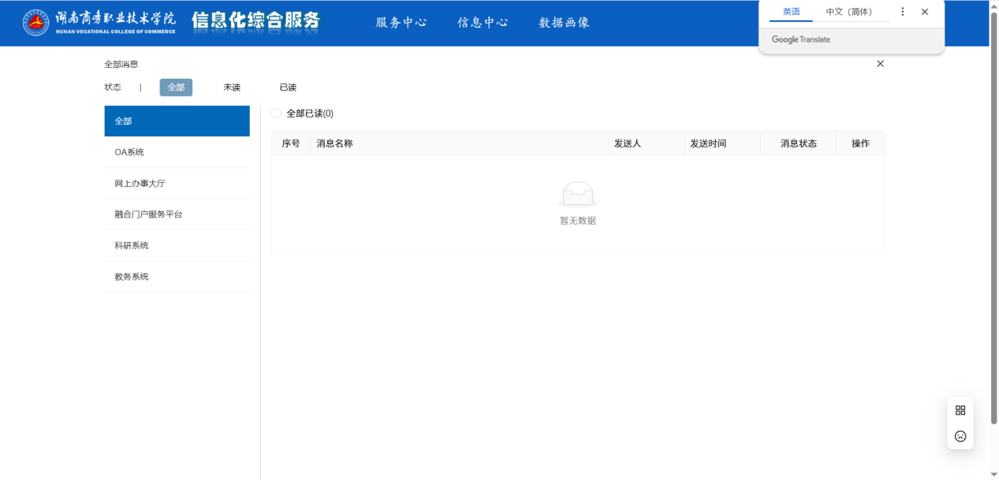 湖南商务职业技术学院
HUNAN VOCATIONAL COLLEGE OF COMMERCE
信息化综合服务
服务中心 信息中心 数据画像
英语 中文（简体）
Google Translate
全部消息
状态 | 全部 未读 已读
全部
OA系统
网上办事大厅
融合门户服务平台
科研系统
教务系统
全部已读(0)
序号 消息名称 发送人 发送时间 消息状态 操作
暂无数据